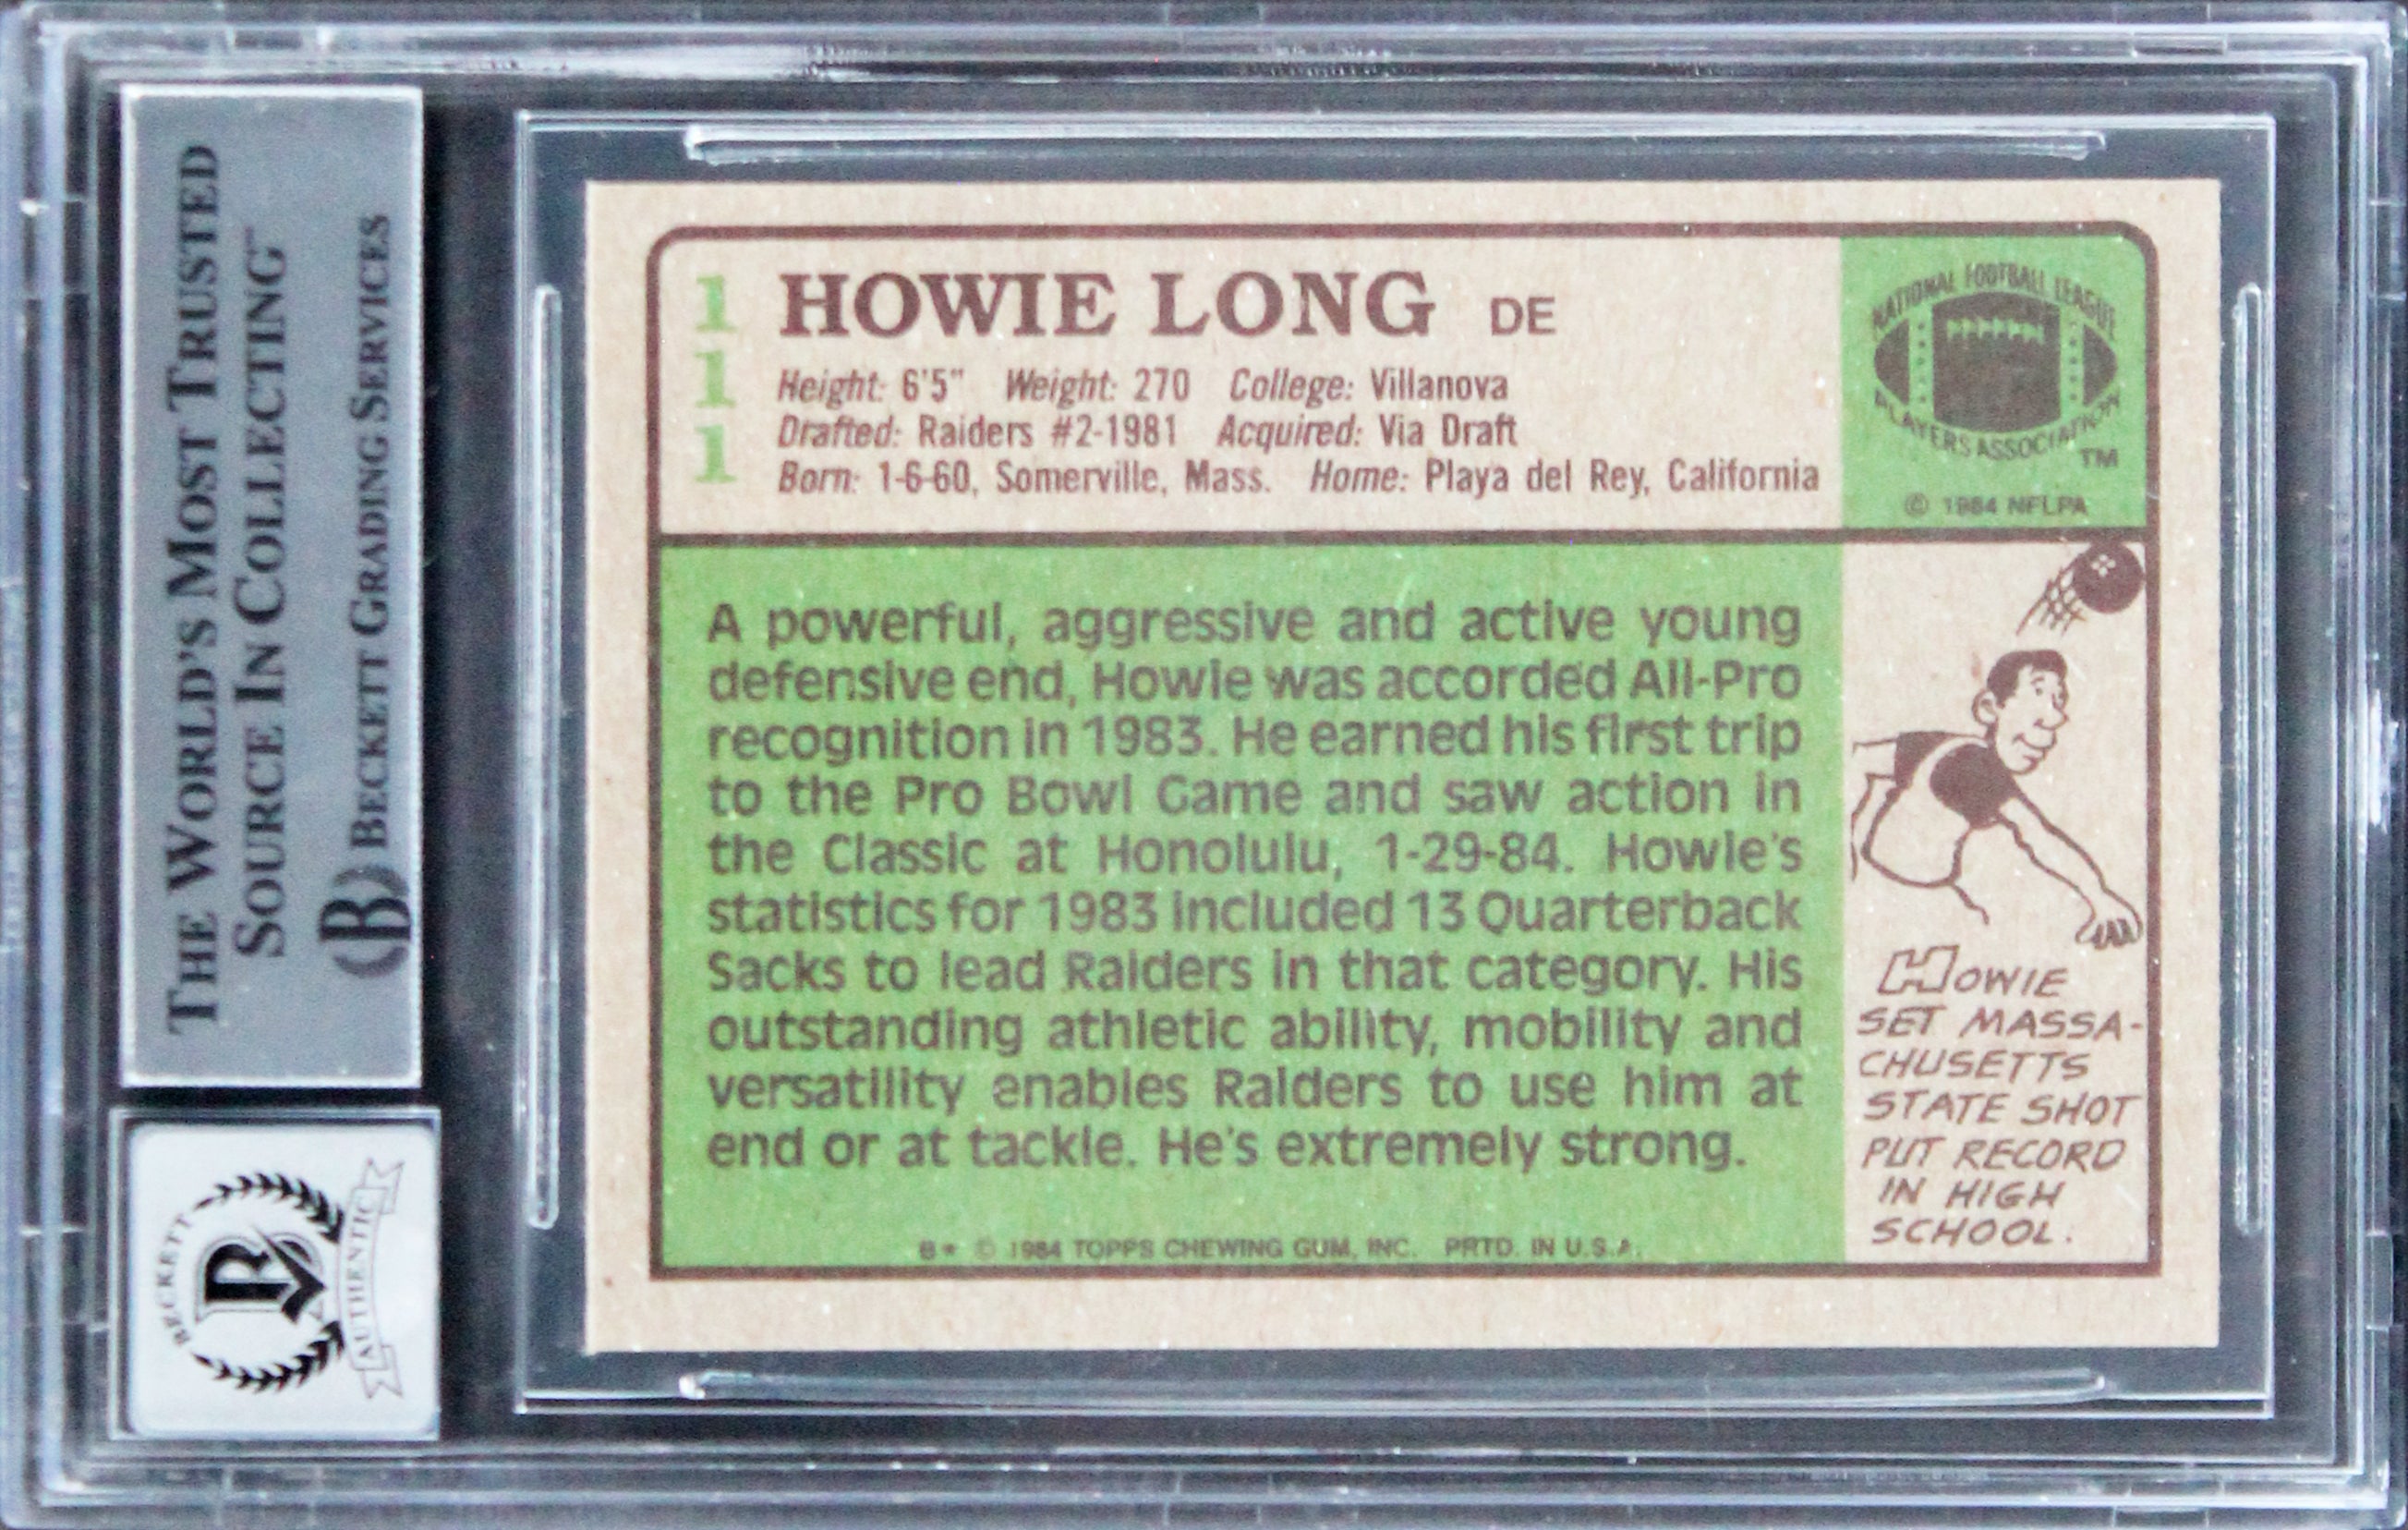 THE WORLD'S MOST TRUSTED
SOURCE IN COLLECTING™
B BECKETT GRADING SERVICES
BECKETT
B
AUTHENTIC
1
1
1
HOWIE LONG DE
Height: 6'5" Weight: 270 College: Villanova
Drafted: Raiders #2-1981 Acquired: Via Draft
Born: 1-6-60, Somerville, Mass. Home: Playa del Rey, California
NATIONAL FOOTBALL LEAGUE
PLAYERS ASSOCIATION
TM
© 1984 NFLPA
A powerful, aggressive and active young
defensive end, Howie was accorded All-Pro
recognition in 1983. He earned his first trip
to the Pro Bowl Game and saw action in
the Classic at Honolulu, 1-29-84. Howie's
statistics for 1983 included 13 Quarterback
Sacks to lead Raiders in that category. His
outstanding athletic ability, mobility and
versatility enables Raiders to use him at
end or at tackle. He's extremely strong.
B* © 1984 TOPPS CHEWING GUM, INC. PRTD. IN U.S.A.
HOWIE
SET MASSA-
CHUSETTS
STATE SHOT
PUT RECORD
IN HIGH
SCHOOL.